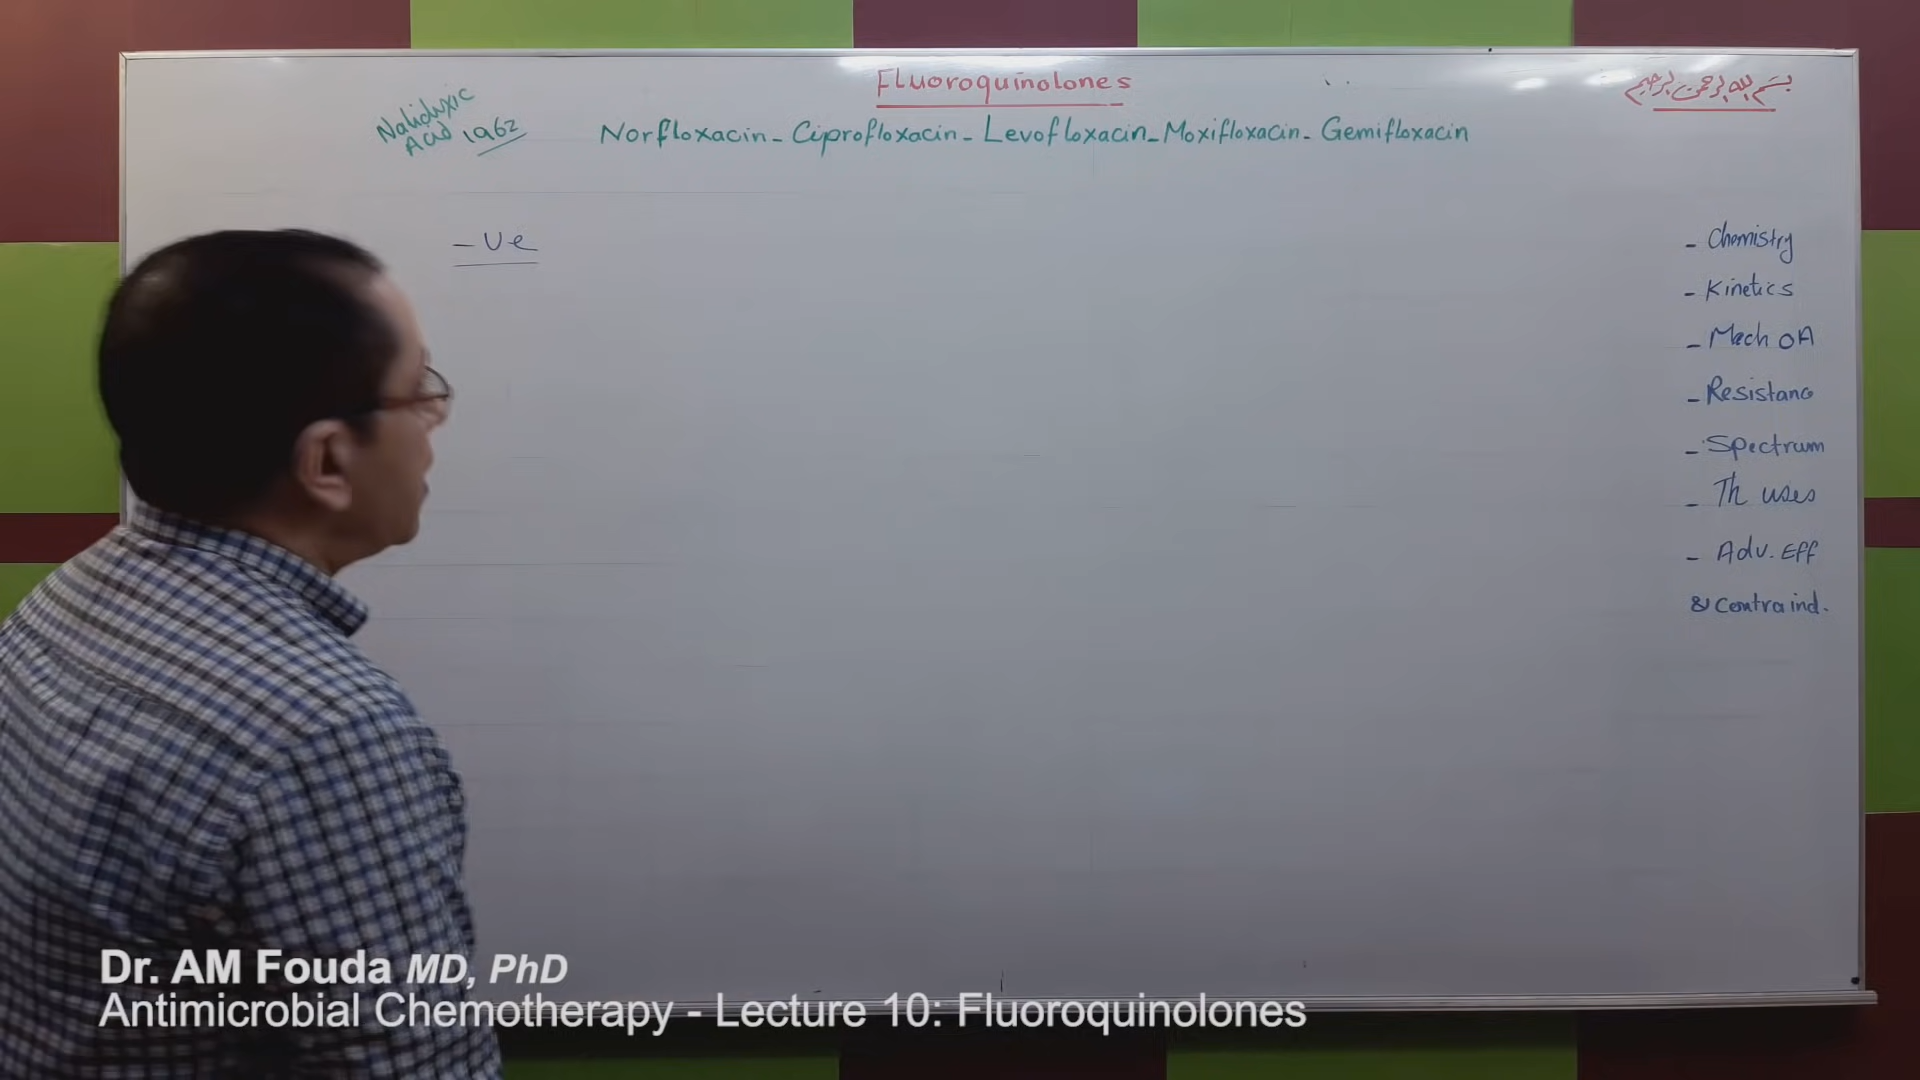 Fluoroquinolones
بسم الله الرحمن الرحيم
Nalidixic
Acid 1962
Norfloxacin - Ciprofloxacin - Levofloxacin - Moxifloxacin - Gemifloxacin
-ve
- Chemistry
- Kinetics
- Mech OA
- Resistanc
- Spectrum
- Th uses
- Adv. Eff
& Contraind.
Dr. AM Fouda MD, PhD
Antimicrobial Chemotherapy - Lecture 10: Fluoroquinolones